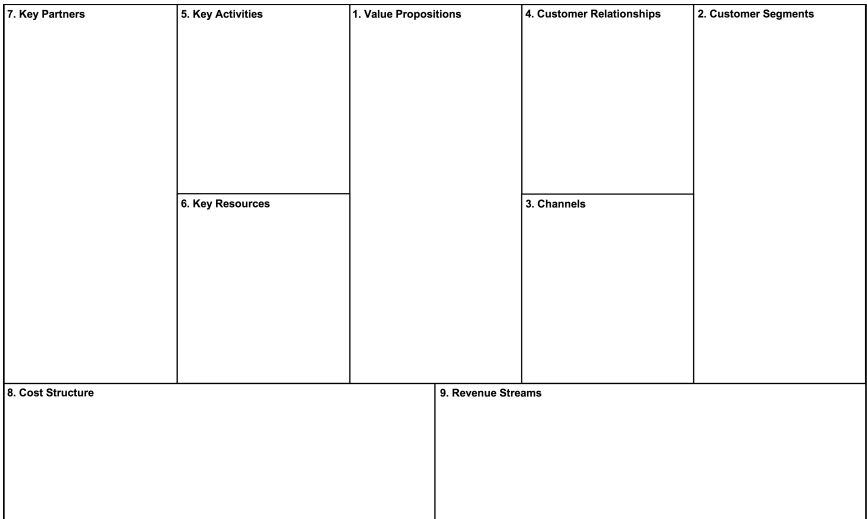 7. Key Partners
5. Key Activities
1. Value Propositions
4. Customer Relationships
2. Customer Segments
6. Key Resources
3. Channels
8. Cost Structure
9. Revenue Streams